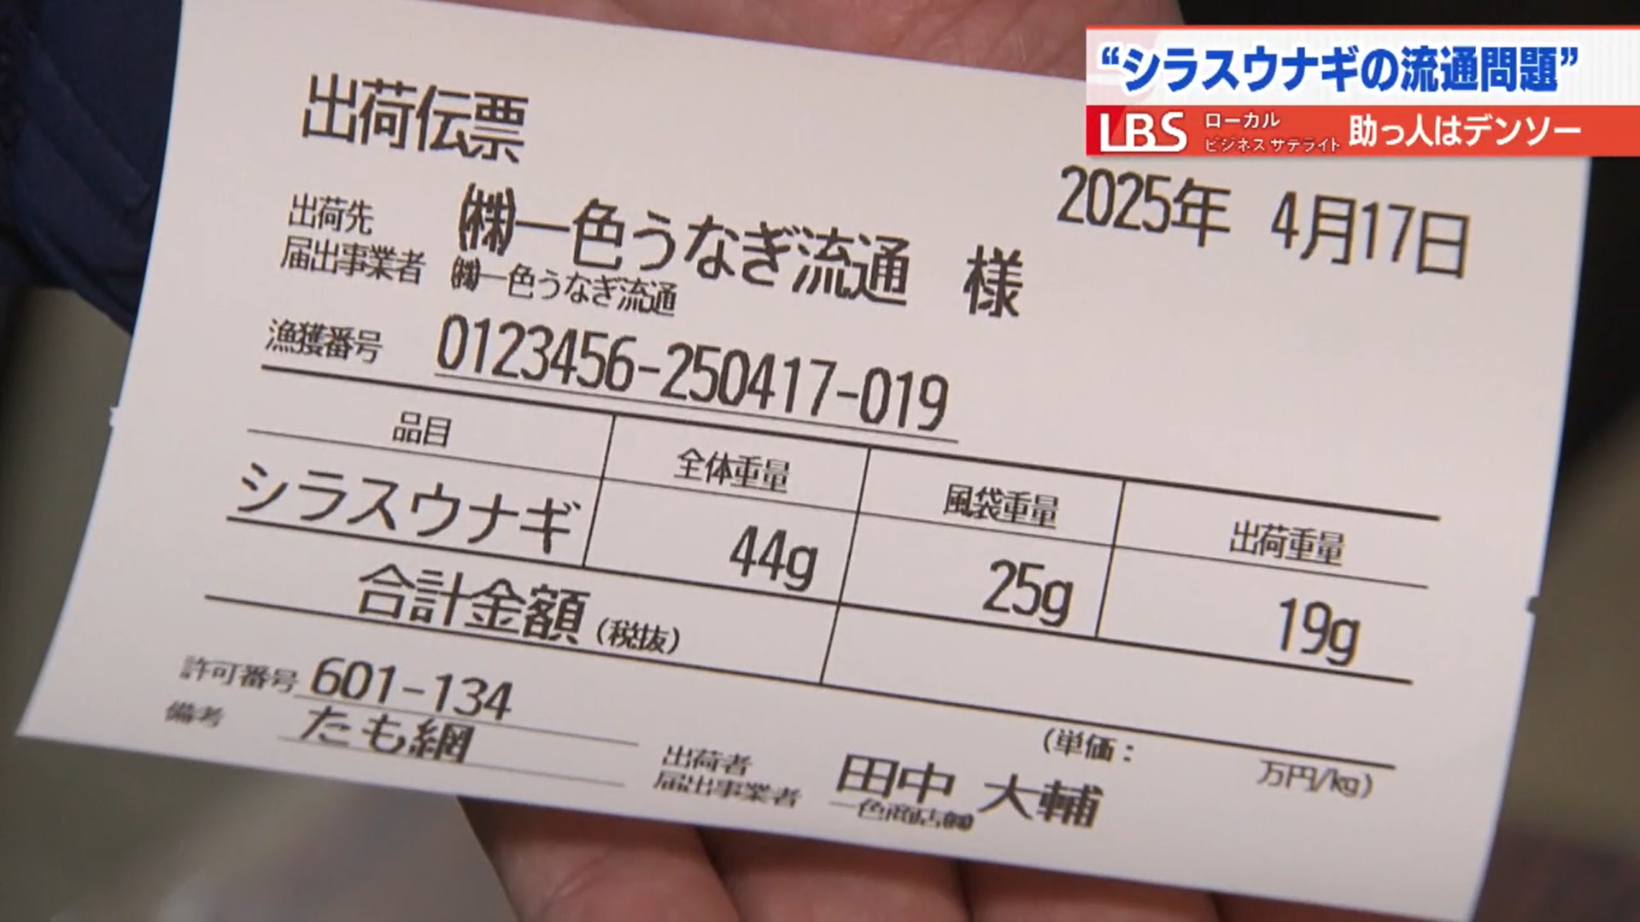 “シラスウナギの流通問題”
LBS ローカル ビジネス サテライト 助っ人はデンソー
出荷伝票
2025年 4月17日
出荷先 ㈱一色うなぎ流通 様
届出事業者 ㈱一色うなぎ流通
漁獲番号 0123456-250417-019
品目 全体重量 風袋重量 出荷重量
シラスウナギ 44g 25g 19g
合計金額(税抜)
(単価: 万円/kg)
許可番号 601-134
備考 たも網
出荷者 田中 大輔
届出事業者 一色商店㈱